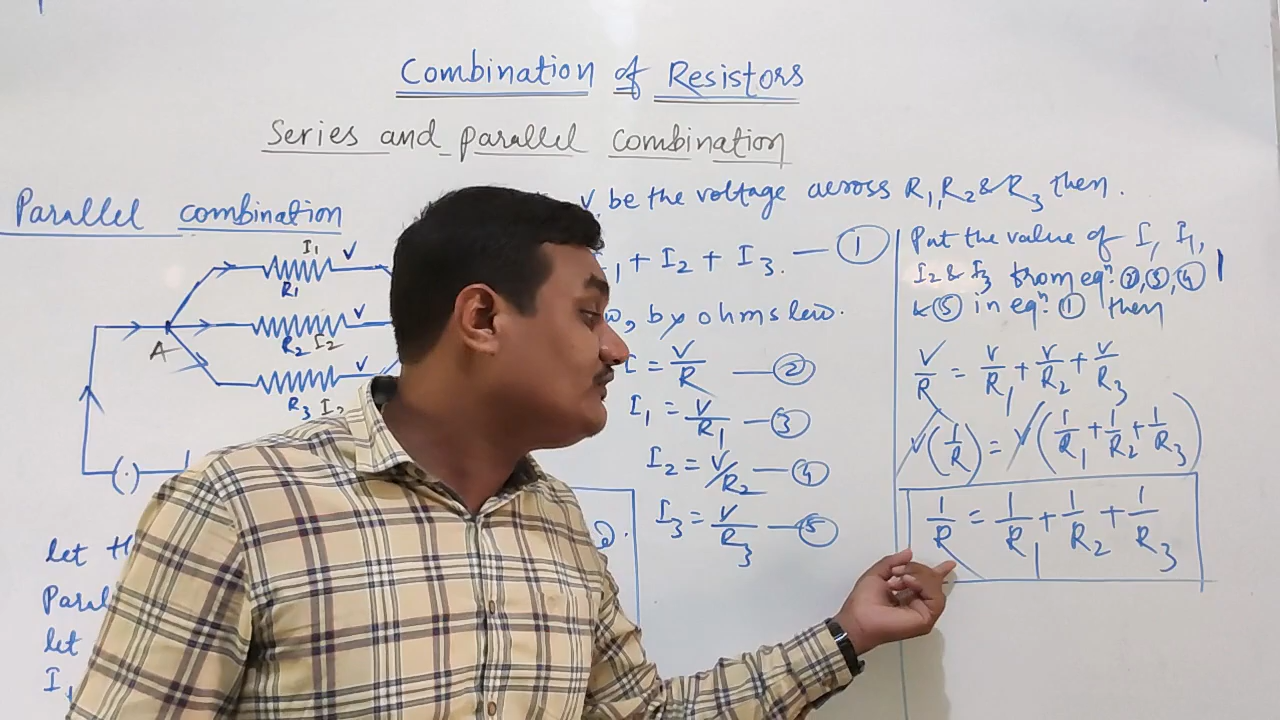 Combination of Resistors
Series and parallel combination
Parallel combination
I₁ V
R₁
V
R₂ I₂
A
V
R₃
let
let
I₁
V be the voltage across R₁, R₂ & R₃ then.
₁ + I₂ + I₃. — ①
by ohms law.
I = V/R — ②
I₁ = V/R₁ — ③
I₂ = V/R₂ — ④
I₃ = V/R₃ — ⑤
Put the value of I, I₁,
I₂ & I₃ from eqⁿ. ②, ③, ④
& ⑤ in eqⁿ. ① then
V/R = V/R₁ + V/R₂ + V/R₃
V(1/R) = V(1/R₁ + 1/R₂ + 1/R₃)
1/R = 1/R₁ + 1/R₂ + 1/R₃